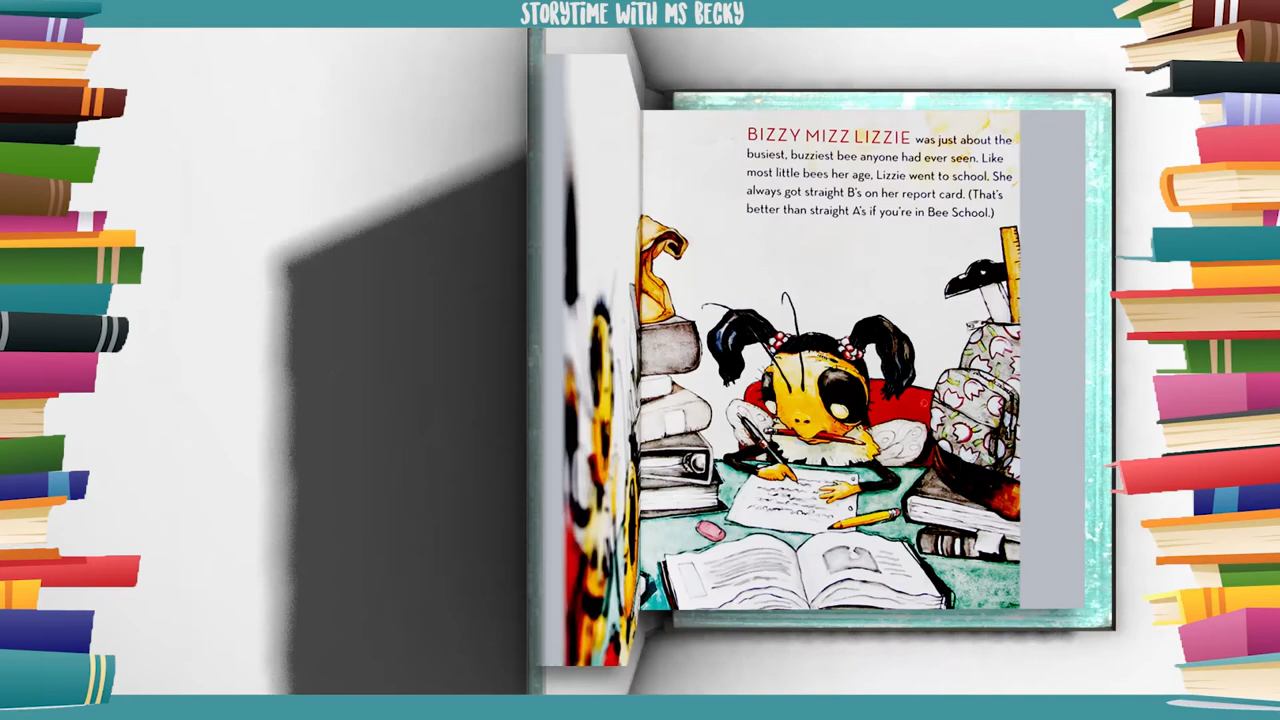 STORYTIME WITH MS BECKY
BIZZY MIZZ LIZZIE was just about the
busiest, buzziest bee anyone had ever seen. Like
most little bees her age, Lizzie went to school. She
always got straight B's on her report card. (That's
better than straight A's if you're in Bee School.)